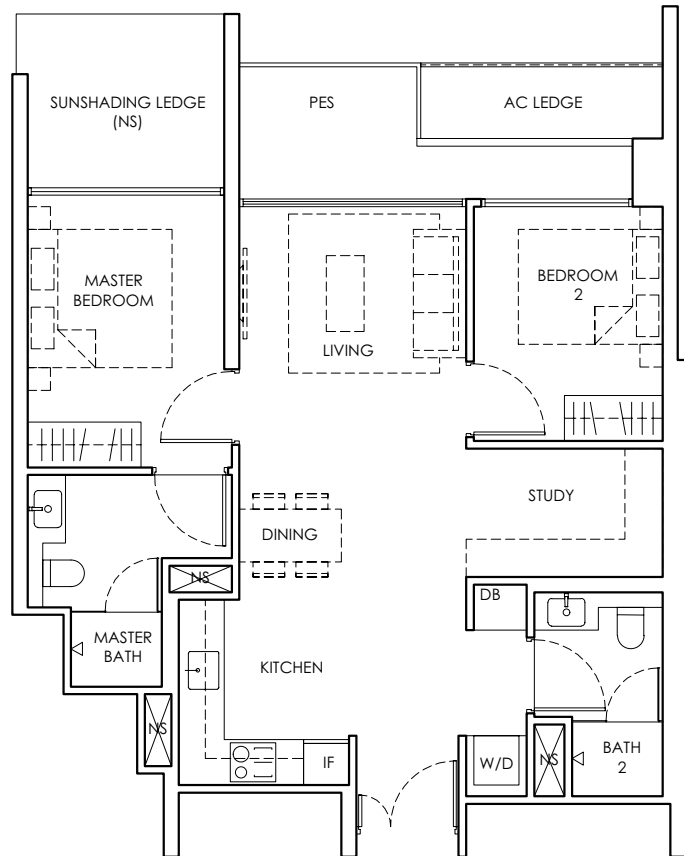 SUNSHADING LEDGE
(NS)
PES
AC LEDGE
MASTER
BEDROOM
BEDROOM
2
LIVING
STUDY
DINING
NS
DB
MASTER
BATH
KITCHEN
NS
IF
W/D
NS
BATH
2